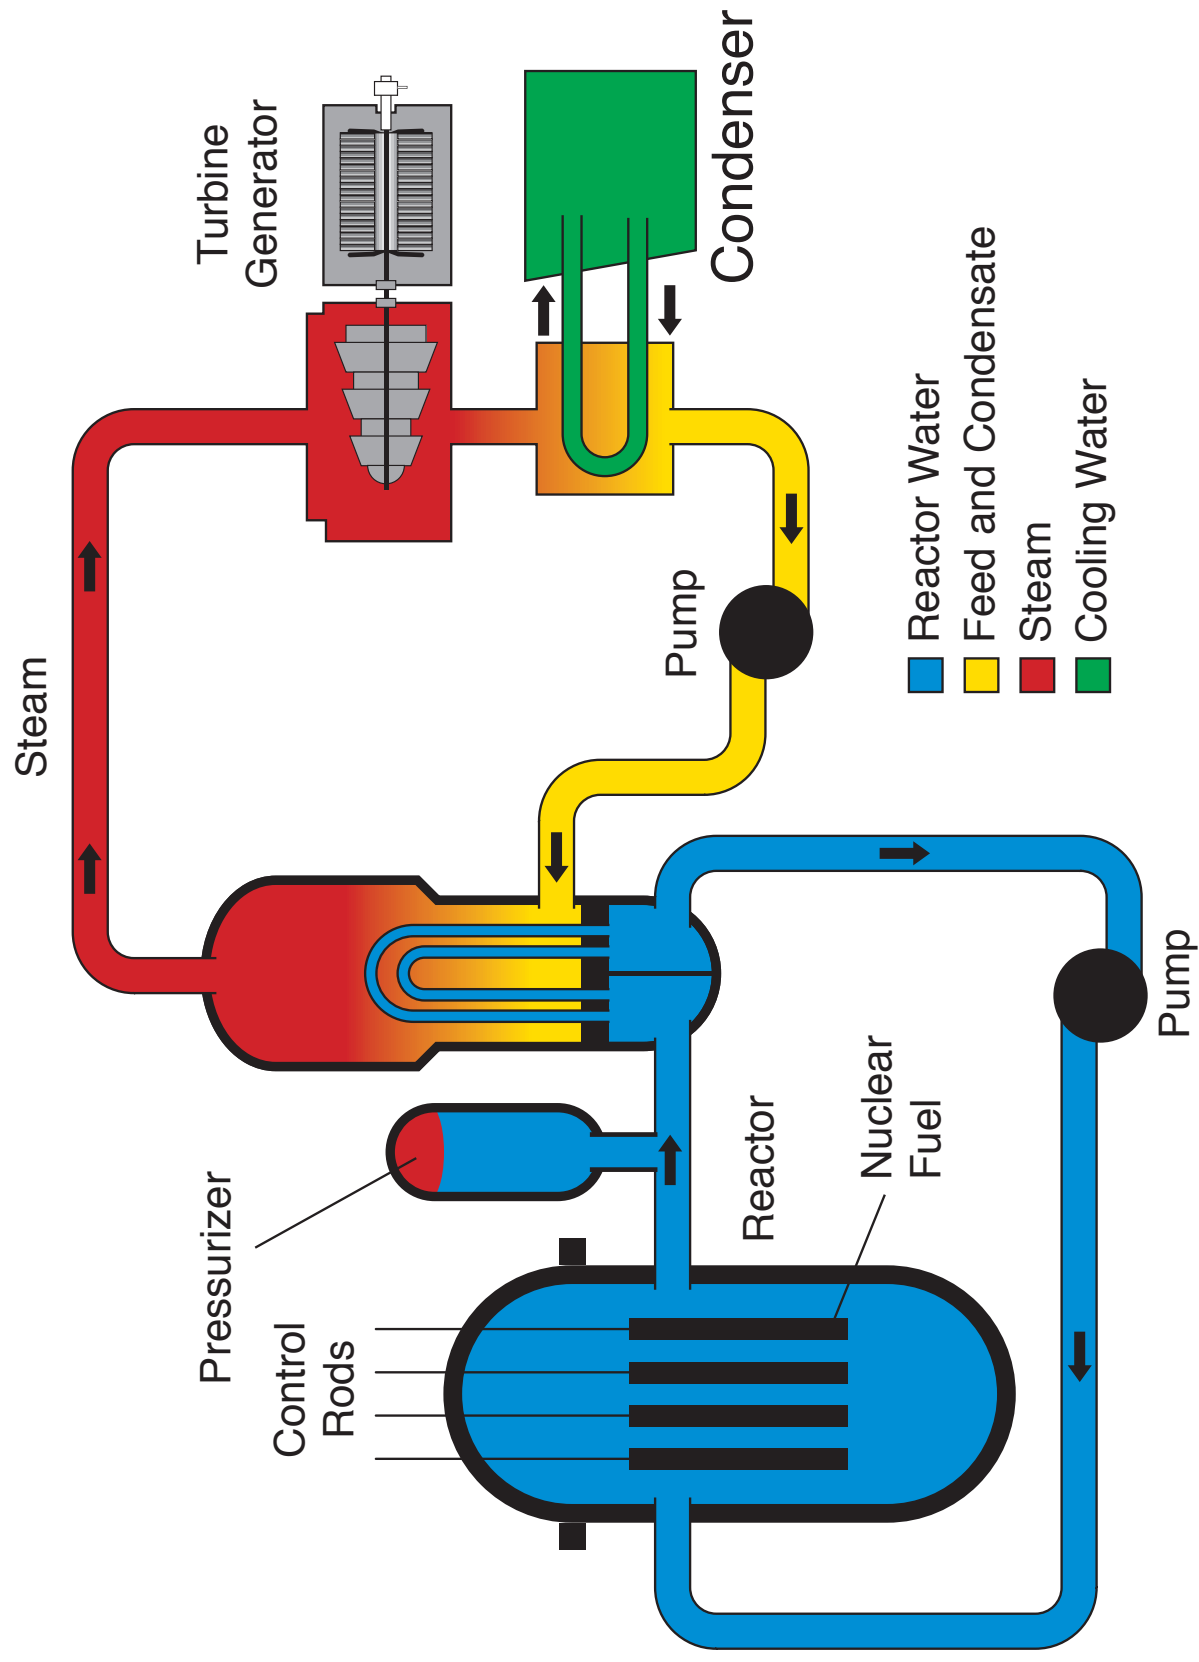 Steam
Turbine
Generator
Pressurizer
Control
Rods
Condenser
Pump
Reactor
Nuclear
Fuel
Pump
Reactor Water
Feed and Condensate
Steam
Cooling Water